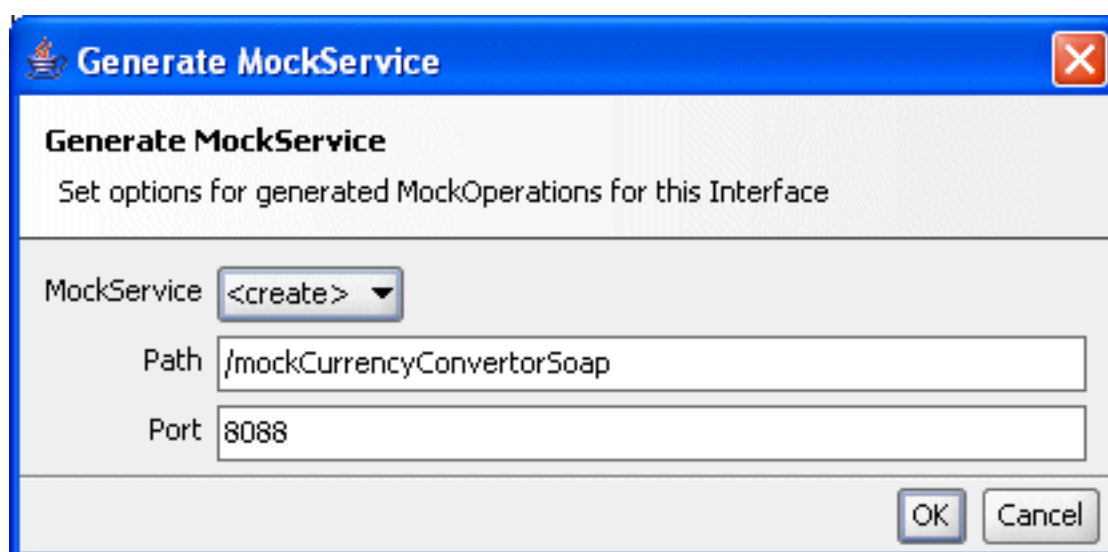 Generate MockService
Generate MockService
Set options for generated MockOperations for this Interface
MockService <create>
Path /mockCurrencyConvertorSoap
Port 8088
OK Cancel